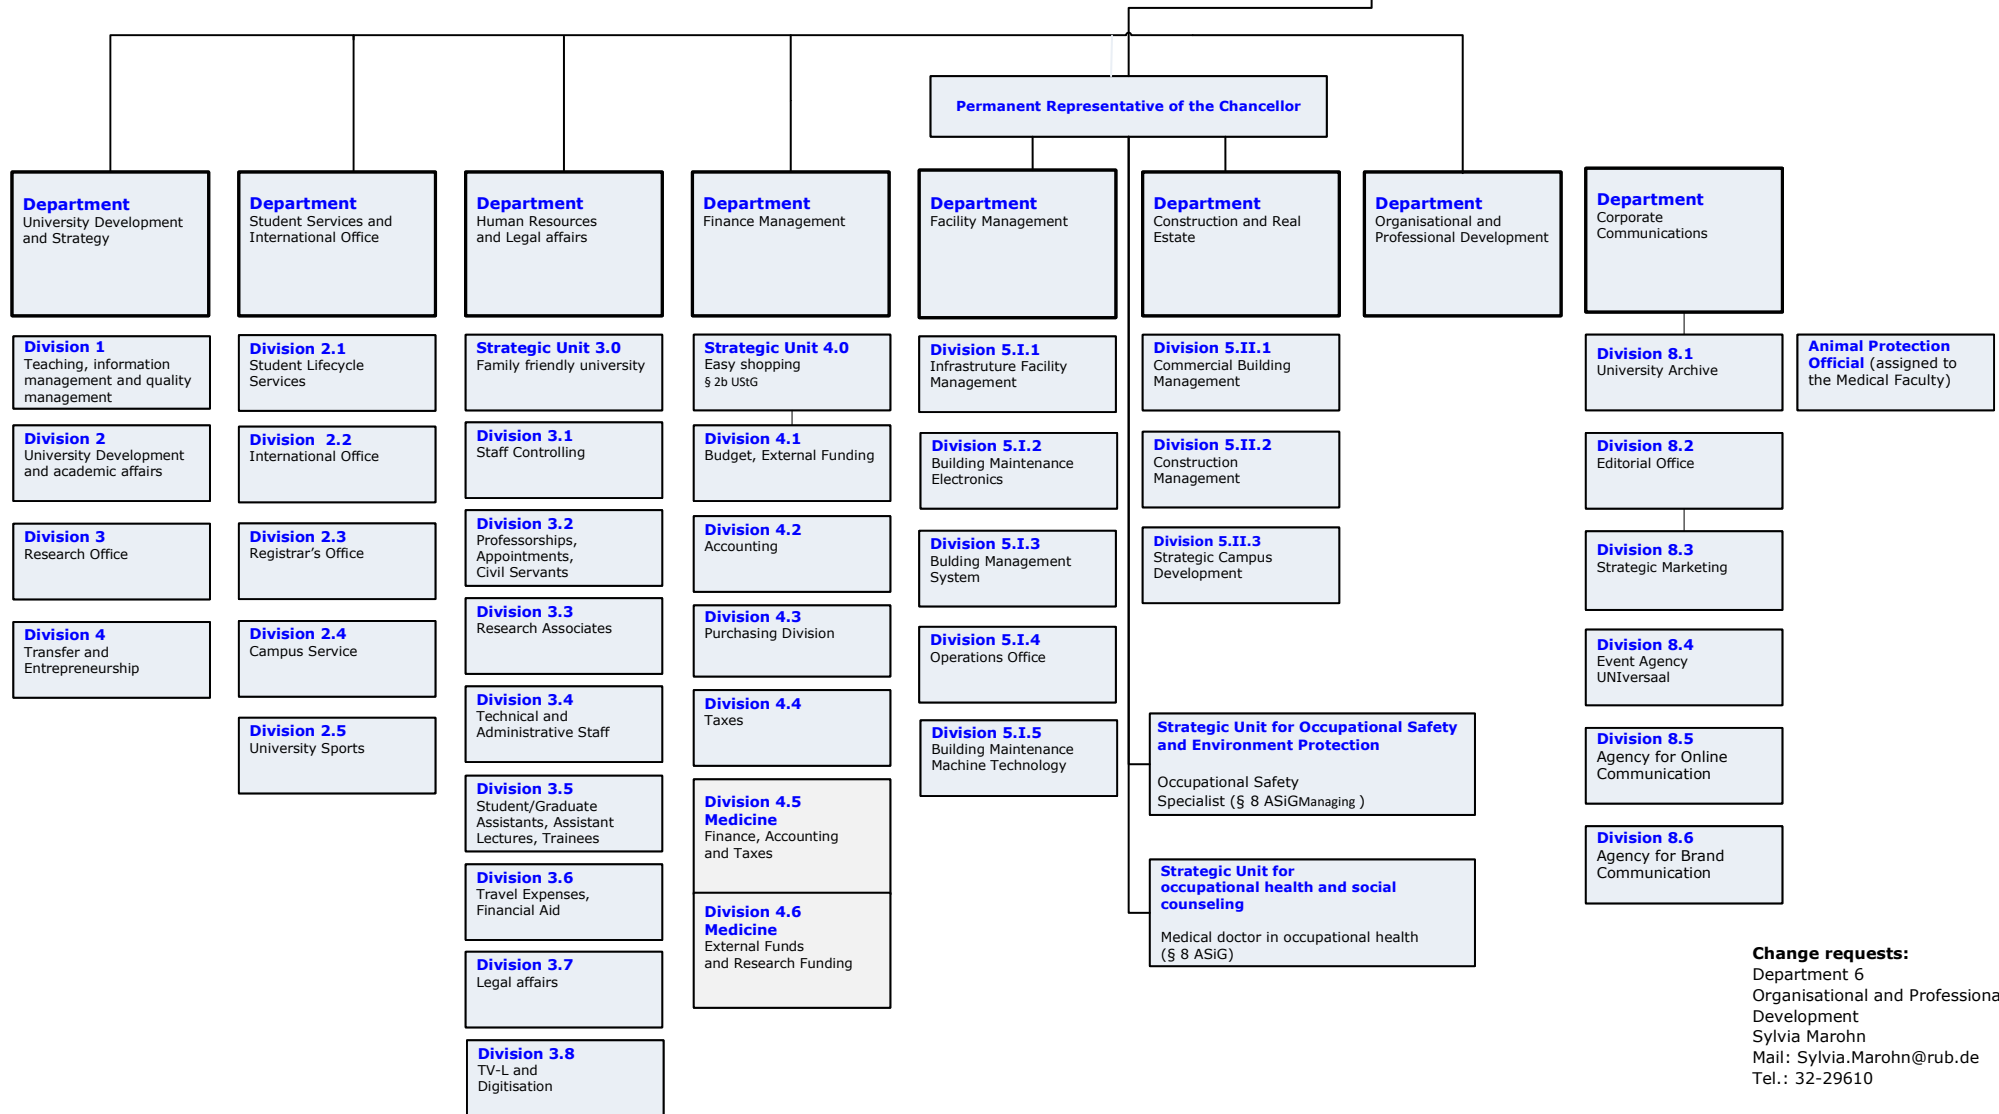 Permanent Representative of the Chancellor
Department
University Development
and Strategy
Division 1
Teaching, information
management and quality
management
Division 2
University Development
and academic affairs
Division 3
Research Office
Division 4
Transfer and
Entrepreneurship
Department
Student Services and
International Office
Division 2.1
Student Lifecycle
Services
Division  2.2
International Office
Division 2.3
Registrar’s Office
Division 2.4
Campus Service
Division 2.5
University Sports
Department
Human Resources
and Legal affairs
Strategic Unit 3.0
Family friendly university
Division 3.1
Staff Controlling
Division 3.2
Professorships,
Appointments,
Civil Servants
Division 3.3
Research Associates
Division 3.4
Technical and
Administrative Staff
Division 3.5
Student/Graduate
Assistants, Assistant
Lectures, Trainees
Division 3.6
Travel Expenses,
Financial Aid
Division 3.7
Legal affairs
Division 3.8
TV-L and
Digitisation
Department
Finance Management
Strategic Unit 4.0
Easy shopping
§ 2b UStG
Division 4.1
Budget, External Funding
Division 4.2
Accounting
Division 4.3
Purchasing Division
Division 4.4
Taxes
Division 4.5
Medicine
Finance, Accounting
and Taxes
Division 4.6
Medicine
External Funds
and Research Funding
Department
Facility Management
Division 5.I.1
Infrastruture Facility
Management
Division 5.I.2
Building Maintenance
Electronics
Division 5.I.3
Bulding Management
System
Division 5.I.4
Operations Office
Division 5.I.5
Building Maintenance
Machine Technology
Department
Construction and Real
Estate
Division 5.II.1
Commercial Building
Management
Division 5.II.2
Construction
Management
Division 5.II.3
Strategic Campus
Development
Strategic Unit for Occupational Safety
and Environment Protection
Occupational Safety
Specialist (§ 8 ASiGManaging )
Strategic Unit for
occupational health and social
counseling
Medical doctor in occupational health
(§ 8 ASiG)
Department
Organisational and
Professional Development
Department
Corporate
Communications
Division 8.1
University Archive
Division 8.2
Editorial Office
Division 8.3
Strategic Marketing
Division 8.4
Event Agency
UNIversaal
Division 8.5
Agency for Online
Communication
Division 8.6
Agency for Brand
Communication
Animal Protection
Official (assigned to
the Medical Faculty)
Change requests:
Department 6
Organisational and Professiona
Development
Sylvia Marohn
Mail: Sylvia.Marohn@rub.de
Tel.: 32-29610